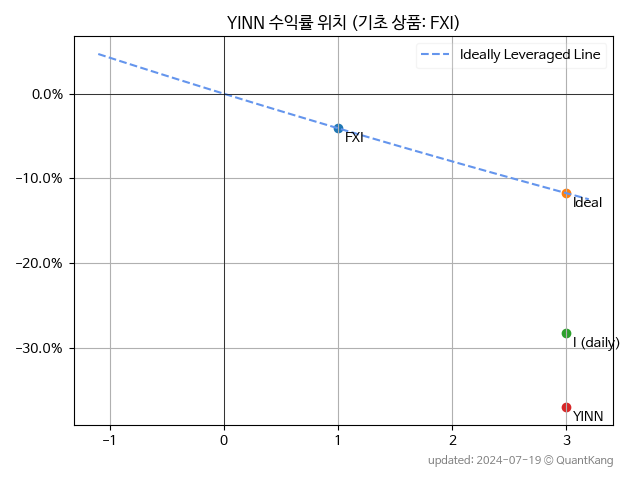 YINN 수익률 위치 (기초 상품: FXI)
Ideally Leveraged Line
0.0%
−10.0%
−20.0%
−30.0%
FXI
Ideal
I (daily)
YINN
−1
0
1
2
3
updated: 2024-07-19 © QuantKang